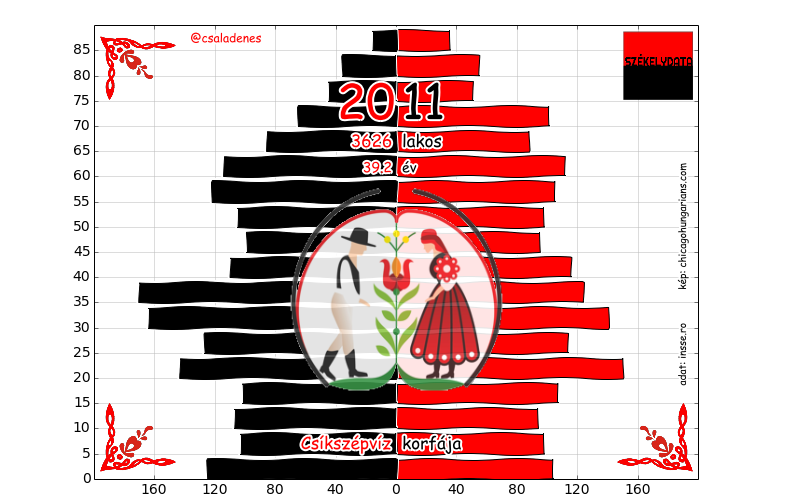 @csaladenes
SZÉKELYDATA
2011
3626 lakos
39.2 év
kép: chicagohungarians.com
adat: insse.ro
Csíkszépvíz korfája
85
80
75
70
65
60
55
50
45
40
35
30
25
20
15
10
5
0
160 120 80 40 0 40 80 120 160